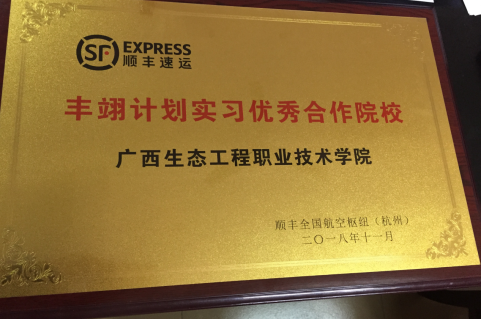 SF EXPRESS
顺丰速运
丰翊计划实习优秀合作院校
广西生态工程职业技术学院
顺丰全国航空枢纽（杭州）
二〇一八年十一月